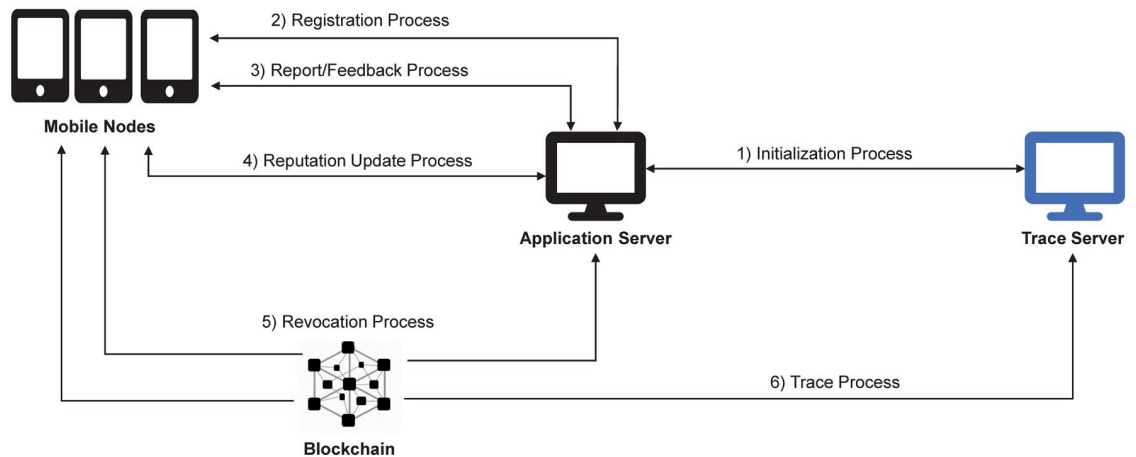 2) Registration Process
3) Report/Feedback Process
Mobile Nodes
4) Reputation Update Process
1) Initialization Process
Application Server
Trace Server
5) Revocation Process
6) Trace Process
Blockchain